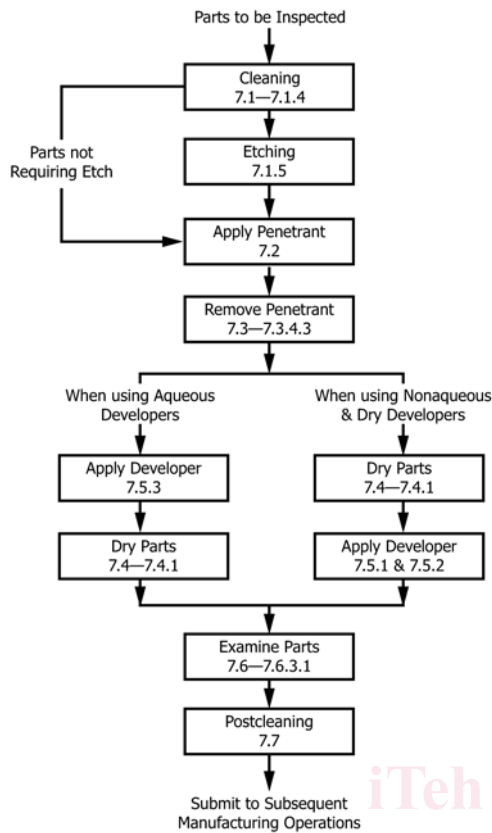 Parts to be Inspected
Cleaning
7.1—7.1.4
Parts not
Requiring Etch
Etching
7.1.5
Apply Penetrant
7.2
Remove Penetrant
7.3—7.3.4.3
When using Aqueous
Developers
When using Nonaqueous
& Dry Developers
Apply Developer
7.5.3
Dry Parts
7.4—7.4.1
Dry Parts
7.4—7.4.1
Apply Developer
7.5.1 & 7.5.2
Examine Parts
7.6—7.6.3.1
Postcleaning
7.7
iTeh
Submit to Subsequent
Manufacturing Operations